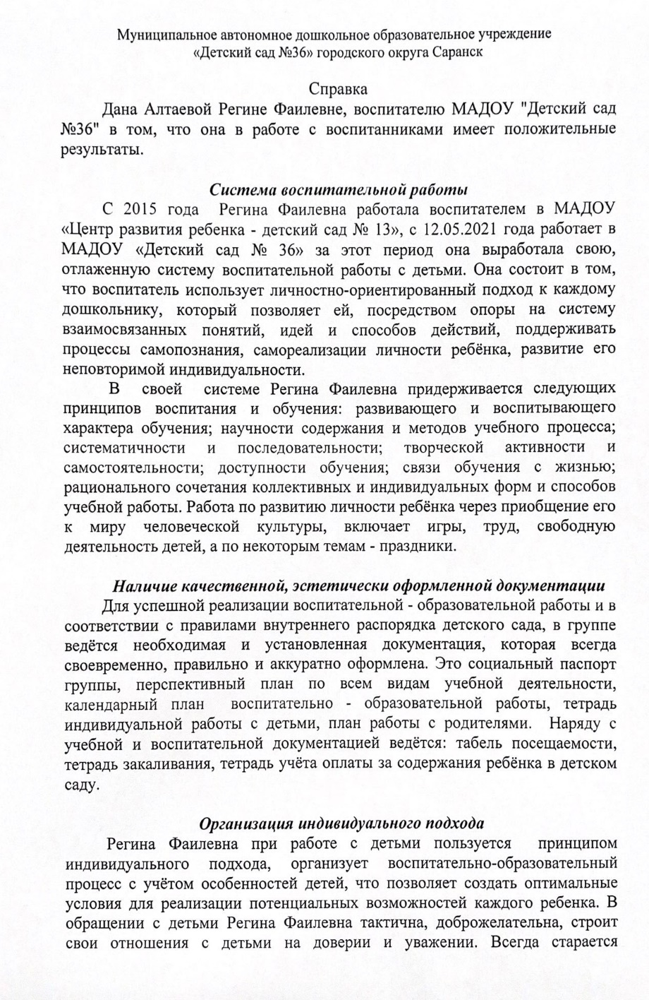 Муниципальное автономное дошкольное образовательное учреждение
«Детский сад №36» городского округа Саранск
Справка
Дана Алтаевой Регине Фаилевне, воспитателю МАДОУ "Детский сад
№36" в том, что она в работе с воспитанниками имеет положительные
результаты.
Система воспитательной работы
С 2015 года Регина Фаилевна работала воспитателем в МАДОУ
«Центр развития ребенка - детский сад № 13», с 12.05.2021 года работает в
МАДОУ «Детский сад № 36» за этот период она выработала свою,
отлаженную систему воспитательной работы с детьми. Она состоит в том,
что воспитатель использует личностно-ориентированный подход к каждому
дошкольнику, который позволяет ей, посредством опоры на систему
взаимосвязанных понятий, идей и способов действий, поддерживать
процессы самопознания, самореализации личности ребёнка, развитие его
неповторимой индивидуальности.
В своей системе Регина Фаилевна придерживается следующих
принципов воспитания и обучения: развивающего и воспитывающего
характера обучения; научности содержания и методов учебного процесса;
систематичности и последовательности; творческой активности и
самостоятельности; доступности обучения; связи обучения с жизнью;
рационального сочетания коллективных и индивидуальных форм и способов
учебной работы. Работа по развитию личности ребёнка через приобщение его
к миру человеческой культуры, включает игры, труд, свободную
деятельность детей, а по некоторым темам - праздники.
Наличие качественной, эстетически оформленной документации
Для успешной реализации воспитательной - образовательной работы и в
соответствии с правилами внутреннего распорядка детского сада, в группе
ведётся необходимая и установленная документация, которая всегда
своевременно, правильно и аккуратно оформлена. Это социальный паспорт
группы, перспективный план по всем видам учебной деятельности,
календарный план воспитательно - образовательной работы, тетрадь
индивидуальной работы с детьми, план работы с родителями. Наряду с
учебной и воспитательной документацией ведётся: табель посещаемости,
тетрадь закаливания, тетрадь учёта оплаты за содержания ребёнка в детском
саду.
Организация индивидуального подхода
Регина Фаилевна при работе с детьми пользуется принципом
индивидуального подхода, организует воспитательно-образовательный
процесс с учётом особенностей детей, что позволяет создать оптимальные
условия для реализации потенциальных возможностей каждого ребенка. В
обращении с детьми Регина Фаилевна тактична, доброжелательна, строит
свои отношения с детьми на доверии и уважении. Всегда старается